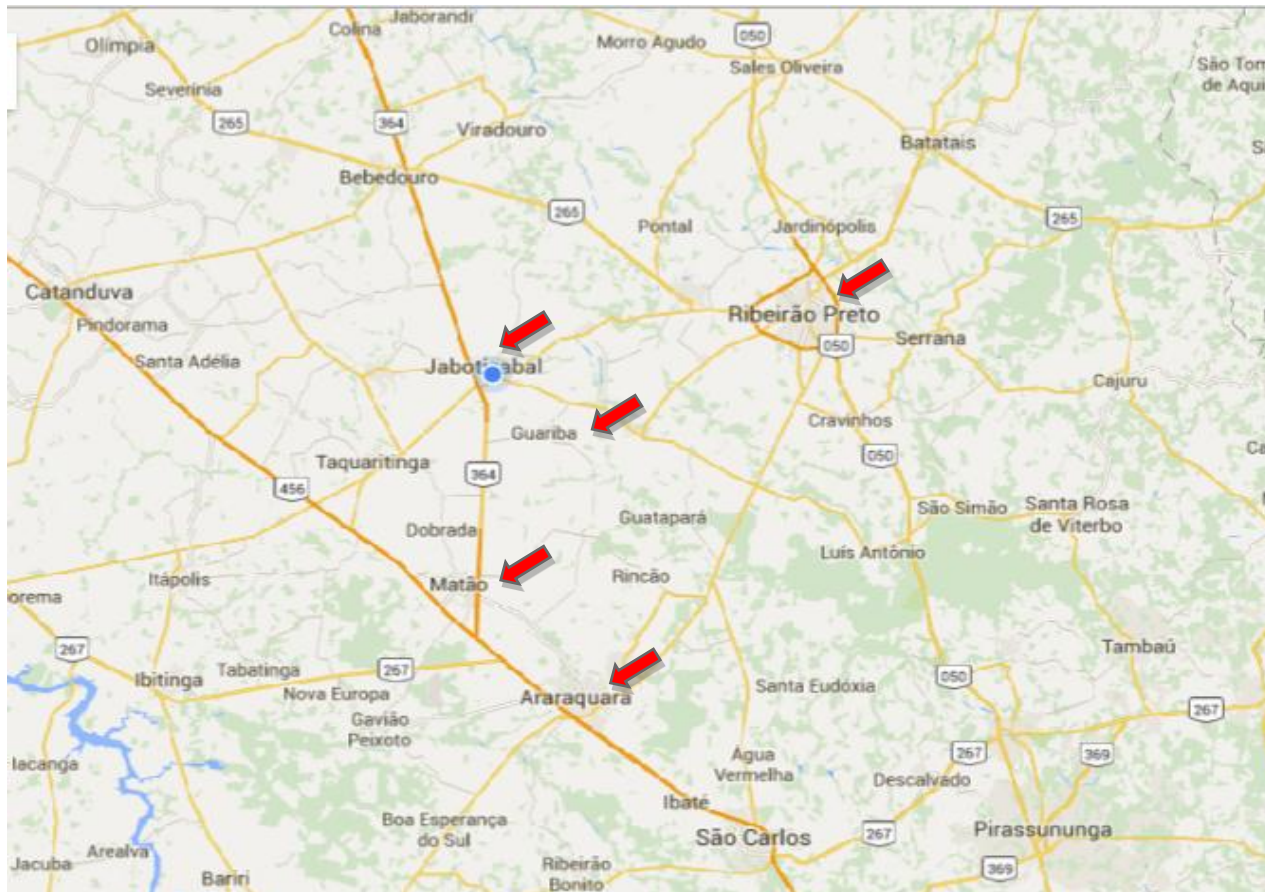 Jaborandi
Colina
Olímpia
Morro Agudo
050
Sales Oliveira
São Tom
de Aqui
Severinia
265
364
Viradouro
Batatais
S
Bebedouro
265
Pontal
Jardinópolis
265
Catanduva
Pindorama
Ribeirão Preto
Santa Adélia
Jabot
abal
050
Serrana
Cajuru
Guariba
Cravinhos
Taquaritinga
364
050
Ca
456
Dobrada
Guatapará
São Simão
Santa Rosa
de Viterbo
Luís Antônio
Itápolis
Matão
Rincão
orema
267
Tambaú
Ibitinga
Tabatinga
267
Nova Europa
Araraquara
Santa Eudóxia
050
267
Gavião
Peixoto
Iacanga
Água
Vermelha
267
369
Descalvado
Ibaté
Boa Esperança
do Sul
São Carlos
267
Pirassununga
Jacuba
Arealva
Bariri
Ribeirão
Bonito
369